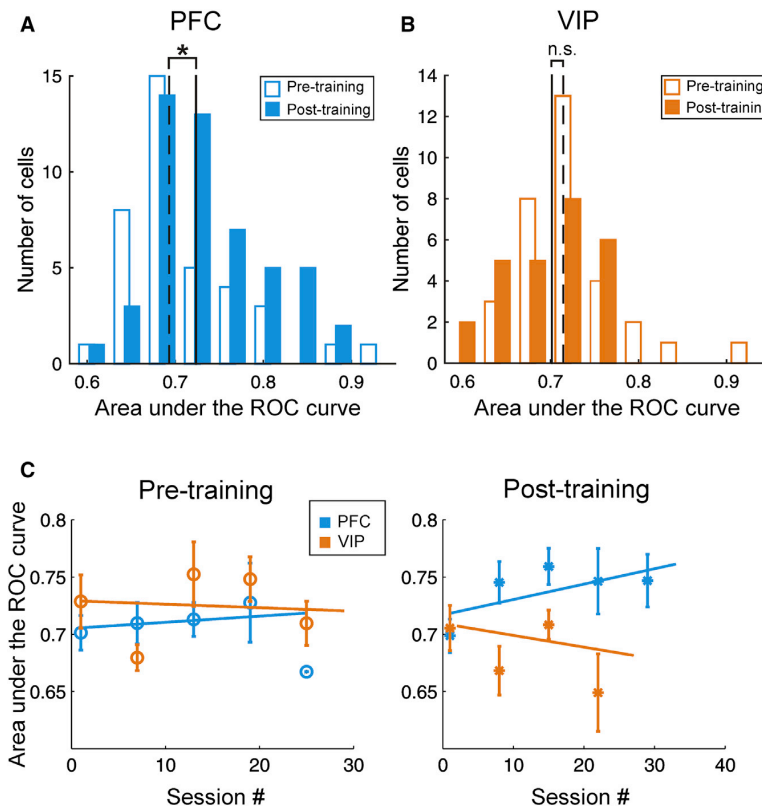 A
PFC
*
Pre-training
Post-training
Number of cells
15
10
5
0
0.6
0.7
0.8
0.9
Area under the ROC curve
B
VIP
n.s.
Pre-training
Post-trainin
Number of cells
14
12
10
8
6
4
2
0
0.6
0.7
0.8
0.9
Area under the ROC curve
C
Pre-training
PFC
VIP
Area under the ROC curve
0.8
0.75
0.7
0.65
0
10
20
30
Session #
Post-training
0.8
0.75
0.7
0.65
0
10
20
30
40
Session #